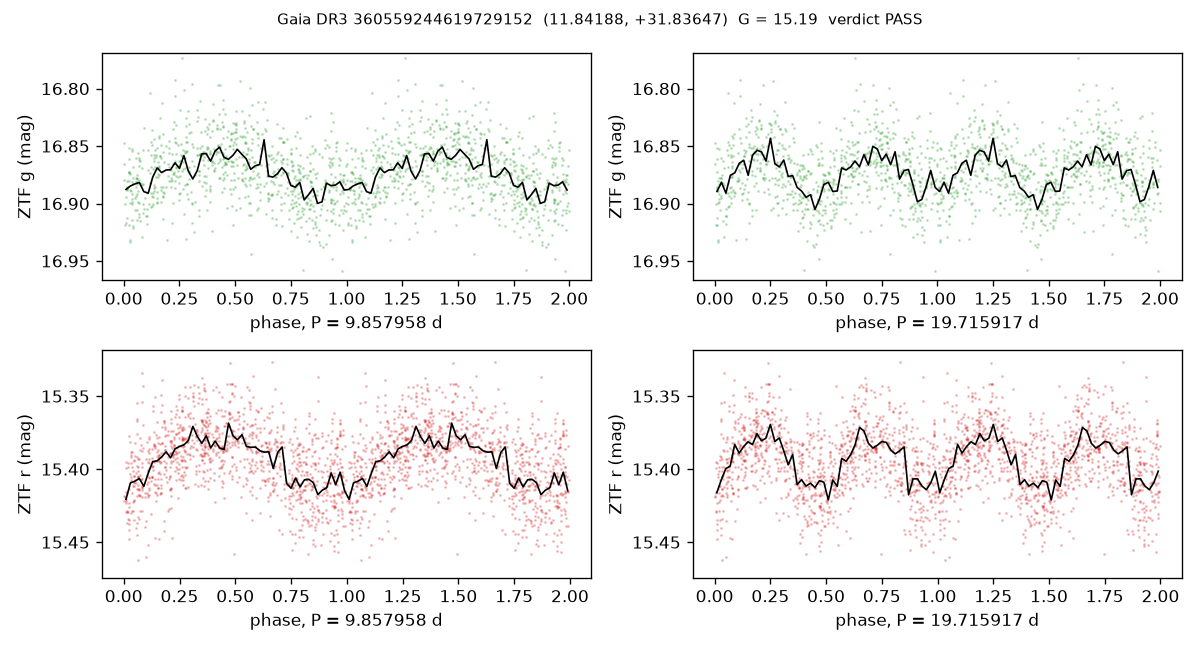 Gaia DR3 360559244619729152 (11.84188, +31.83647) G = 15.19 verdict PASS
ZTF g (mag)
16.80
16.85
16.90
16.95
0.00 0.25 0.50 0.75 1.00 1.25 1.50 1.75 2.00
phase, P = 9.857958 d
ZTF g (mag)
16.80
16.85
16.90
16.95
0.00 0.25 0.50 0.75 1.00 1.25 1.50 1.75 2.00
phase, P = 19.715917 d
ZTF r (mag)
15.35
15.40
15.45
0.00 0.25 0.50 0.75 1.00 1.25 1.50 1.75 2.00
phase, P = 9.857958 d
ZTF r (mag)
15.35
15.40
15.45
0.00 0.25 0.50 0.75 1.00 1.25 1.50 1.75 2.00
phase, P = 19.715917 d